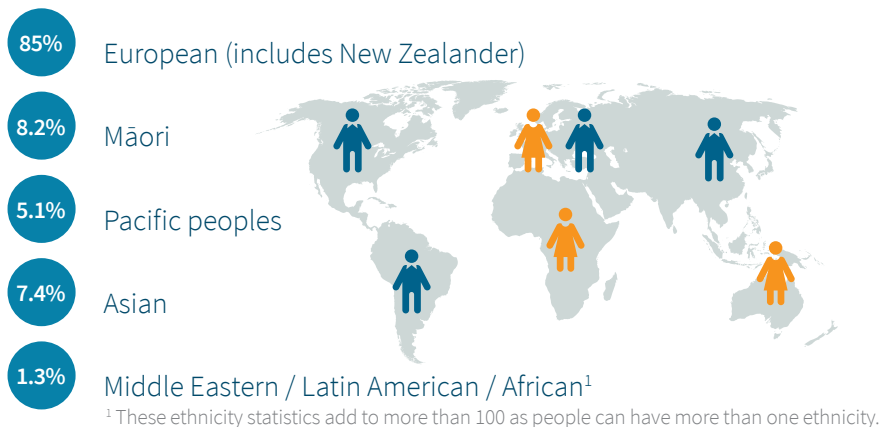 85% European (includes New Zealander)
8.2% Māori
5.1% Pacific peoples
7.4% Asian
1.3% Middle Eastern / Latin American / African¹
¹ These ethnicity statistics add to more than 100 as people can have more than one ethnicity.